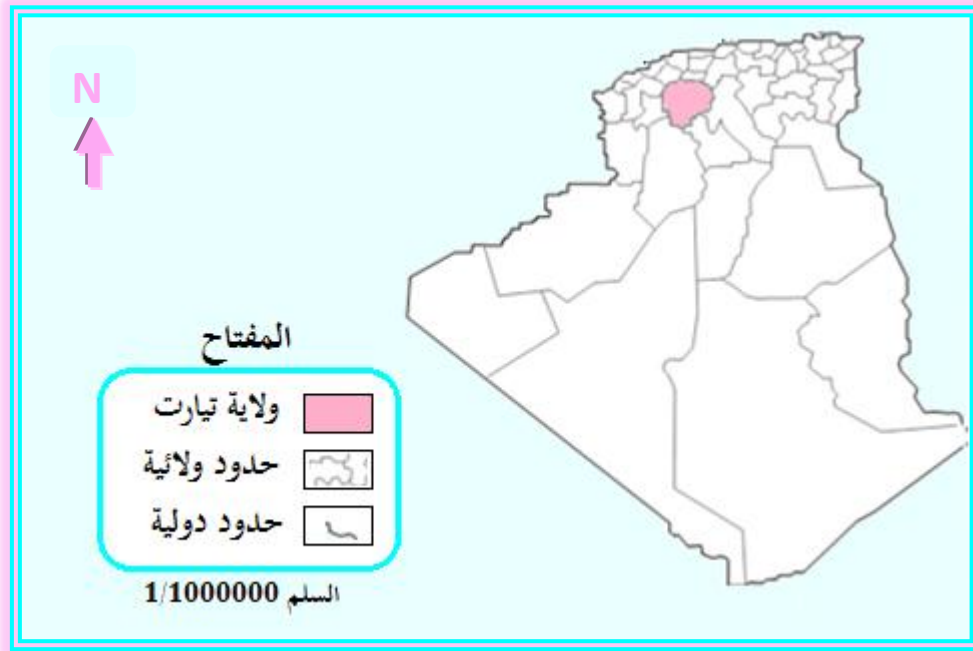 N
المفتاح
ولاية تيارت
حدود ولائية
حدود دولية
السلم 1/1000000